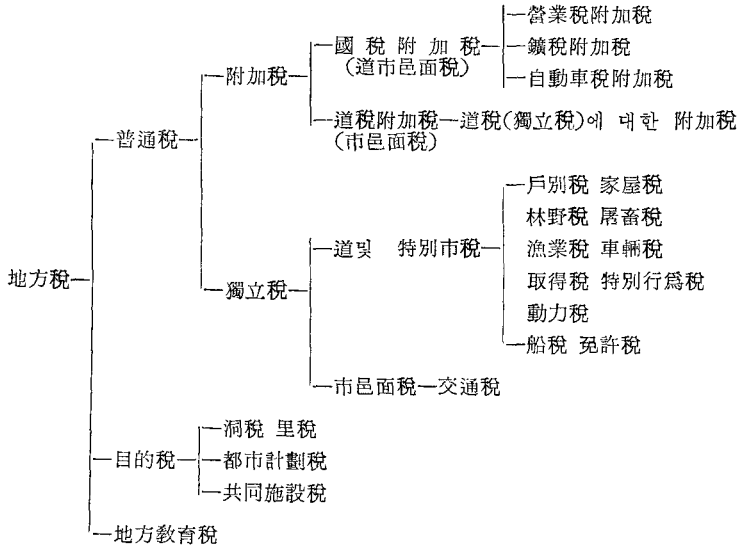 營業稅附加稅
國稅附加稅
(道市邑面稅)
鑛稅附加稅
自動車稅附加稅
附加稅
道稅附加稅
(市邑面稅)
道稅(獨立稅)에 대한 附加稅
普通稅
戶別稅 家屋稅
林野稅 屠畜稅
漁業稅 車輛稅
道및 特別市稅
取得稅 特別行爲稅
動力稅
船稅 免許稅
地方稅
獨立稅
市邑面稅
交通稅
洞稅 里稅
目的稅
都市計劃稅
共同施設稅
地方敎育稅